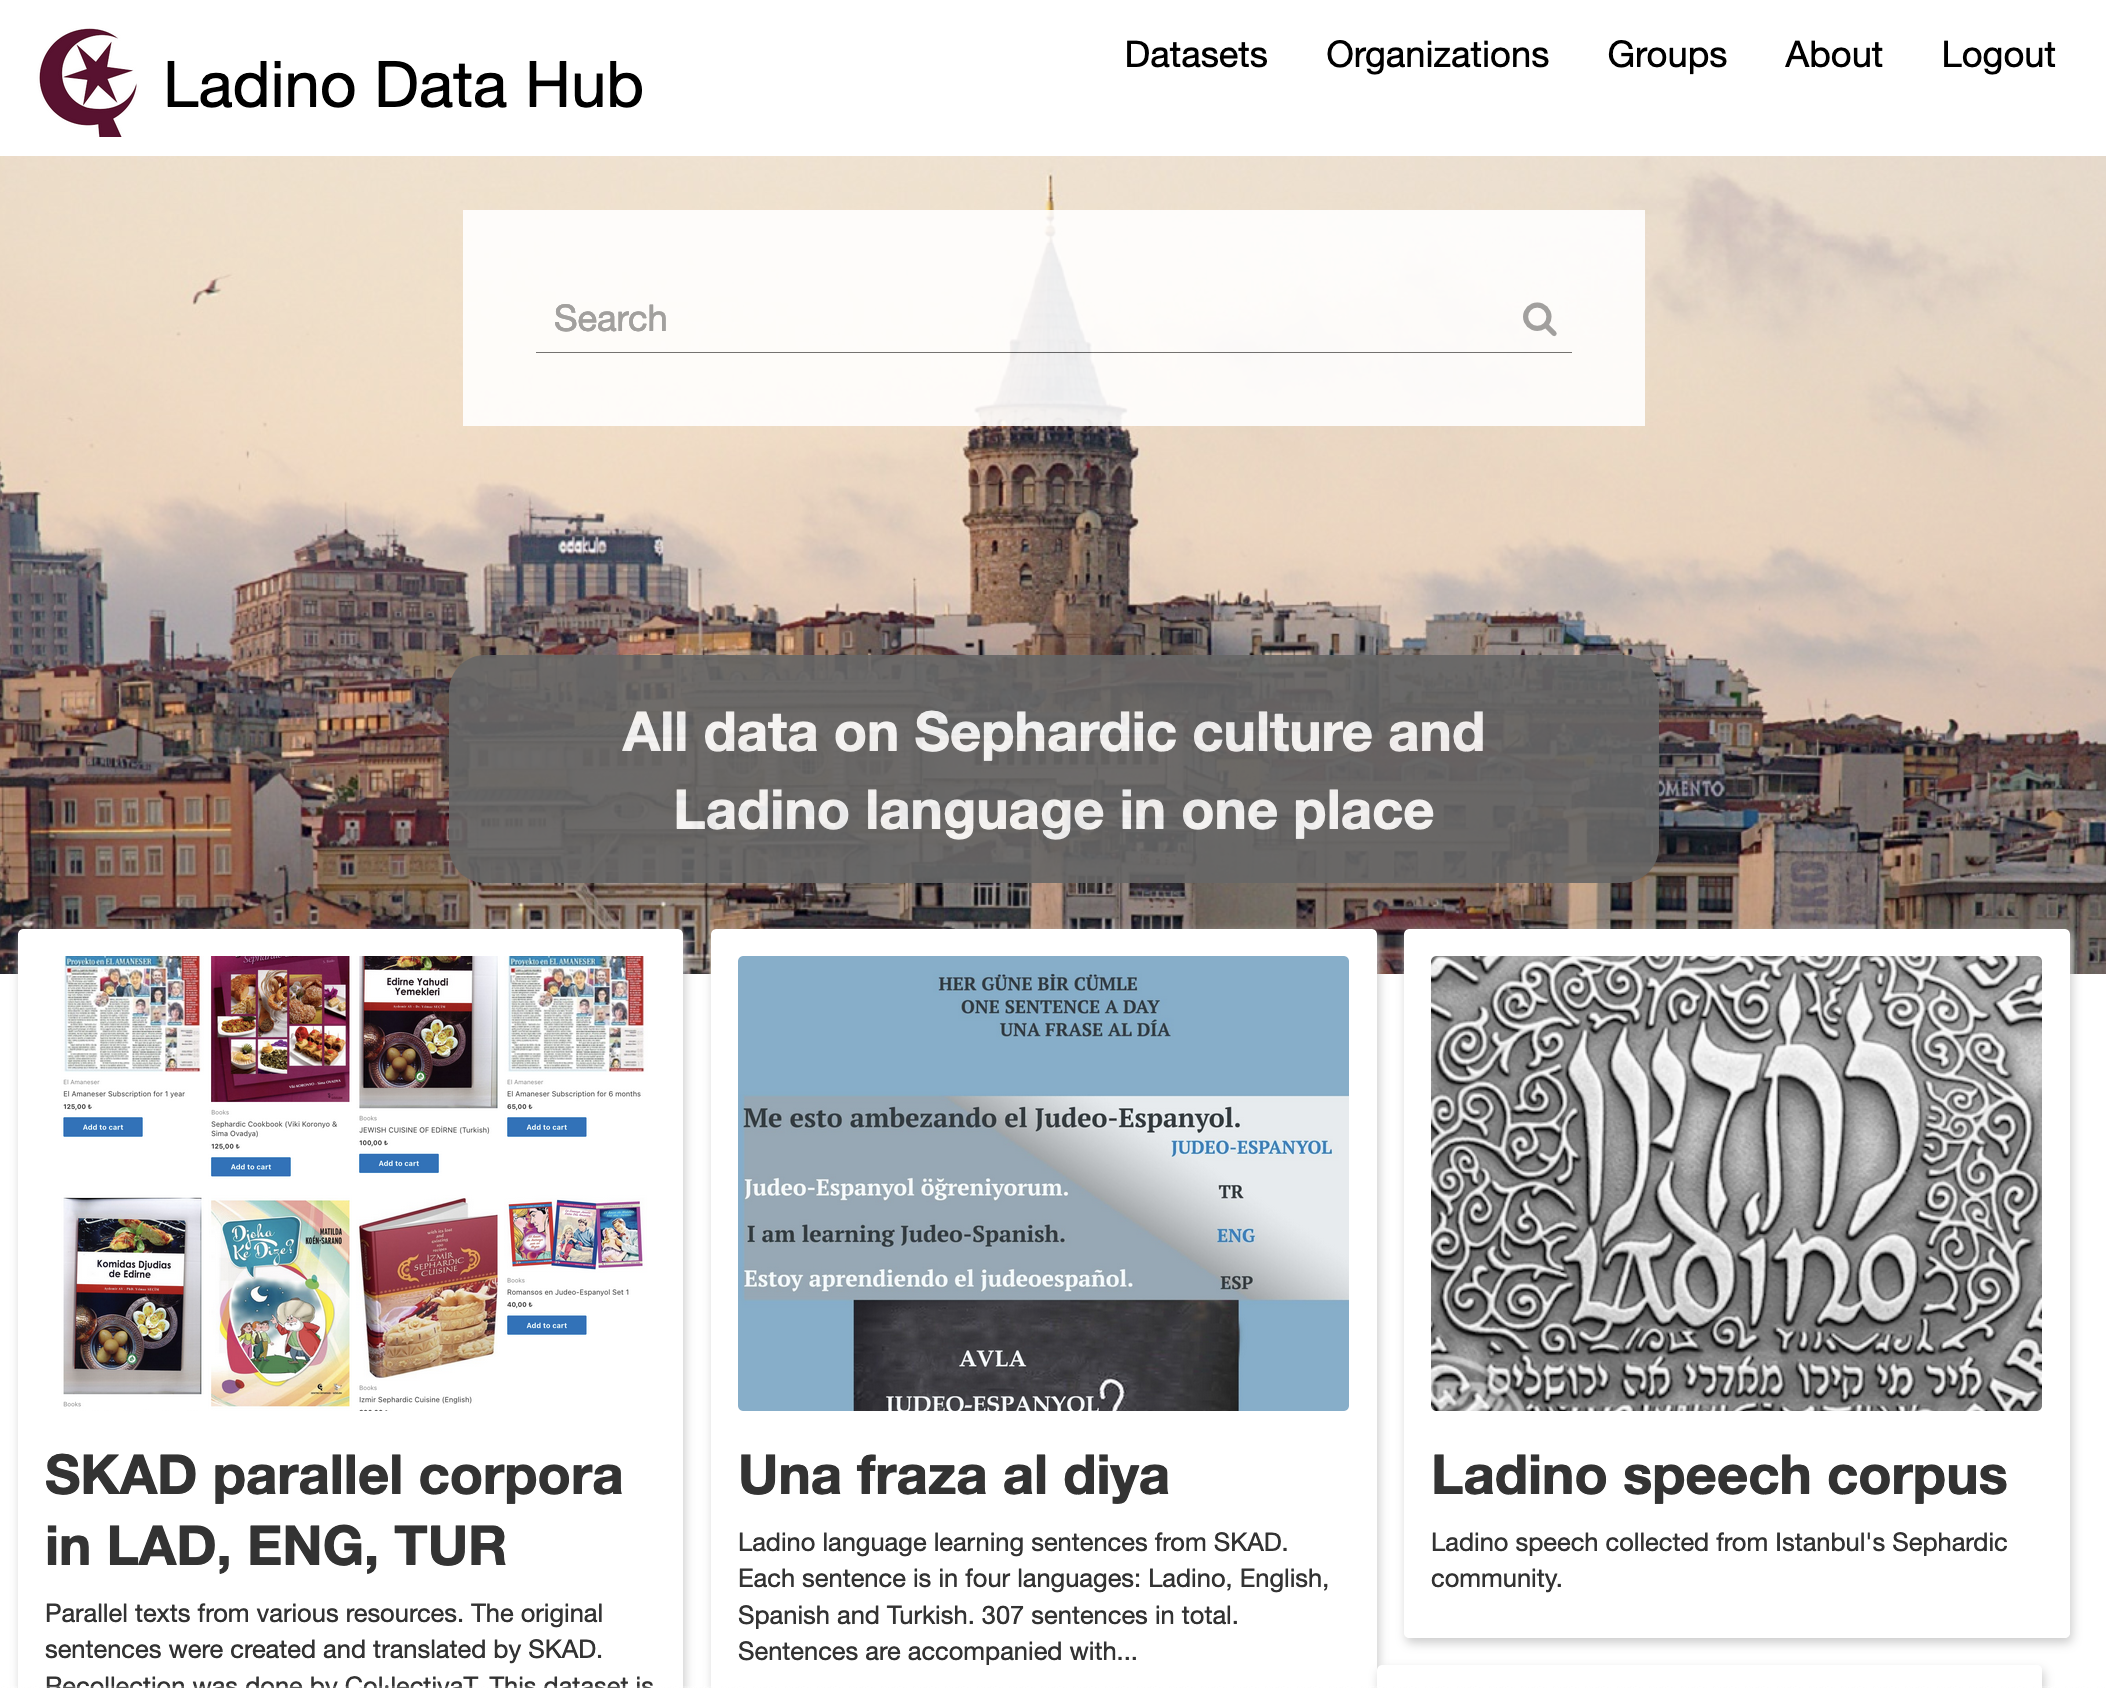 Ladino Data Hub
Datasets
Organizations
Groups
About
Logout
Search
odakule
All data on Sephardic culture and
Ladino language in one place
Proyekto en EL AMANESER
El Amaneser
El Amaneser Subscription for 1 year
125,00 ₺
Add to cart
Viki KORONYO - Sima OVADYA
Books
Sephardic Cookbook (Viki Koronyo &
Sima Ovadya)
125,00 ₺
Add to cart
Edirne Yahudi
Yemekleri
Books
JEWISH CUISINE OF EDİRNE (Turkish)
100,00 ₺
Add to cart
Proyekto en EL AMANESER
El Amaneser
El Amaneser Subscription for 6 months
65,00 ₺
Add to cart
Komidas Djudias
de Edirne
Books
Djoha
Ke Dize?
MATILDA
KOÉN-SARANO
IZMIR
SEPHARDIC
CUISINE
Books
Izmir Sephardic Cuisine (English)
Books
Romansos en Judeo-Espanyol Set 1
40,00 ₺
Add to cart
SKAD parallel corpora
in LAD, ENG, TUR
Parallel texts from various resources. The original
sentences were created and translated by SKAD.
Recollection was done by Col·lectivaT. This dataset is
HER GÜNE BİR CÜMLE
ONE SENTENCE A DAY
UNA FRASE AL DÍA
Me esto ambezando el Judeo-Espanyol.
JUDEO-ESPANYOL
Judeo-Espanyol öğreniyorum.
TR
I am learning Judeo-Spanish.
ENG
Estoy aprendiendo el judeoespañol.
ESP
AVLA
JUDEO-ESPANYOL?
Una fraza al diya
Ladino language learning sentences from SKAD.
Each sentence is in four languages: Ladino, English,
Spanish and Turkish. 307 sentences in total.
Sentences are accompanied with...
לאדינו
Ladino
Ladino speech corpus
Ladino speech collected from Istanbul's Sephardic
community.